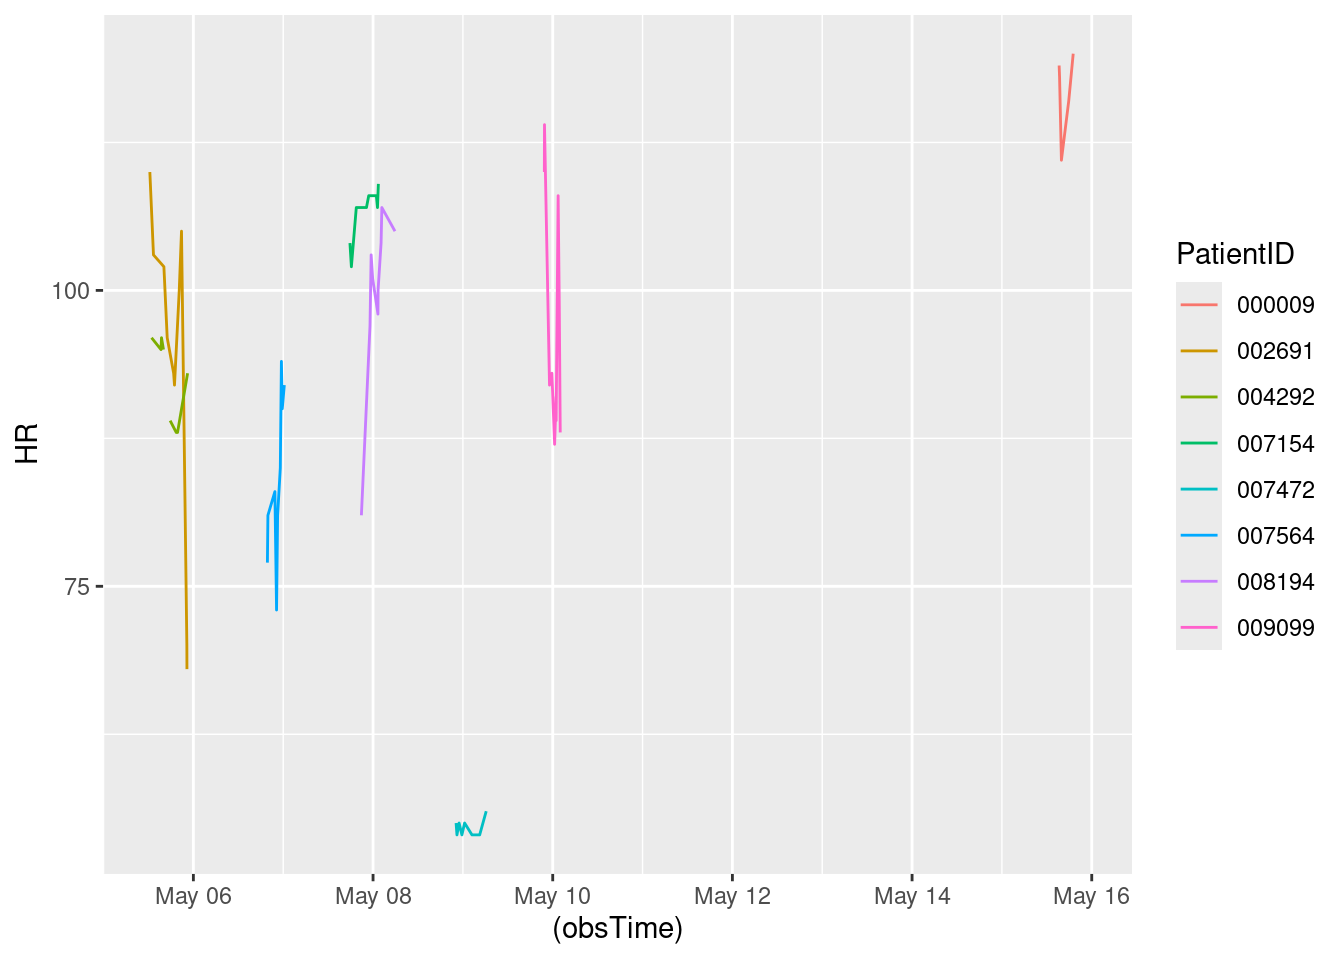 HR
100
75
May 06
May 08
May 10
May 12
May 14
May 16
(obsTime)
PatientID
000009
002691
004292
007154
007472
007564
008194
009099